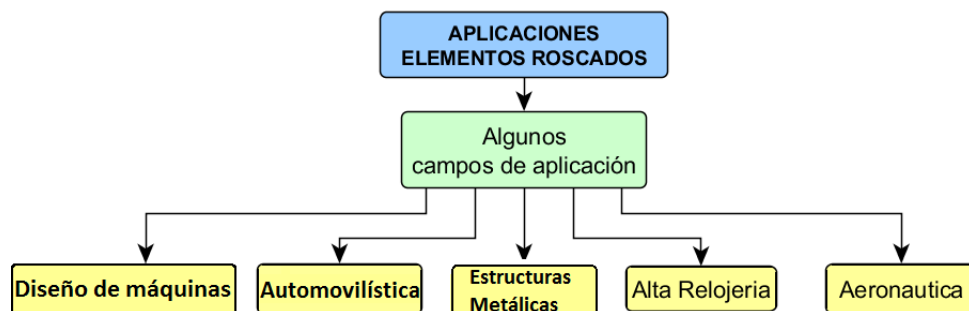 APLICACIONES
ELEMENTOS ROSCADOS
Algunos
campos de aplicación
Diseño de máquinas
Automovilística
Estructuras
Metálicas
Alta Relojeria
Aeronautica